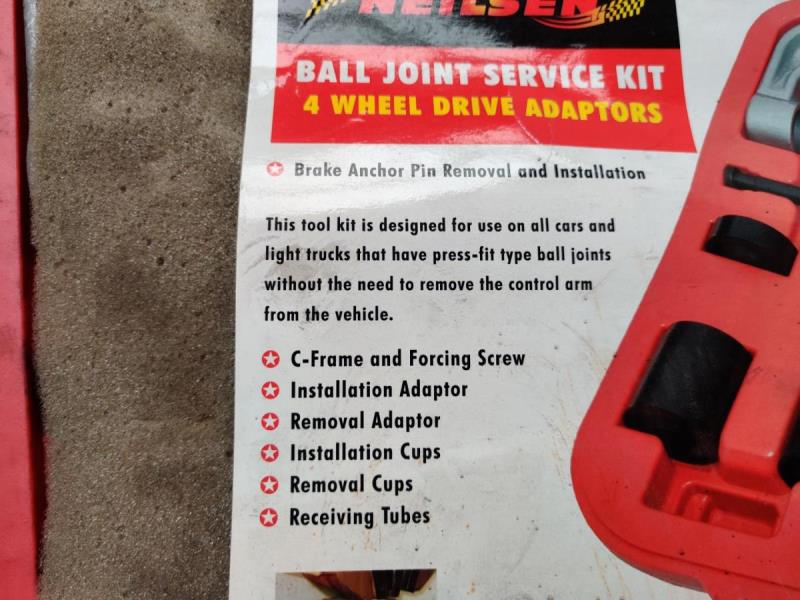 NEILSEN
BALL JOINT SERVICE KIT
4 WHEEL DRIVE ADAPTORS
Brake Anchor Pin Removal and Installation
This tool kit is designed for use on all cars and
light trucks that have press-fit type ball joints
without the need to remove the control arm
from the vehicle.
C-Frame and Forcing Screw
Installation Adaptor
Removal Adaptor
Installation Cups
Removal Cups
Receiving Tubes